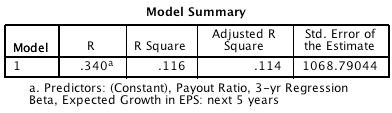 Model Summary
Model R R Square Adjusted R Square Std. Error of the Estimate
1 .340a .116 .114 1068.79044
a. Predictors: (Constant), Payout Ratio, 3-yr Regression
Beta, Expected Growth in EPS: next 5 years